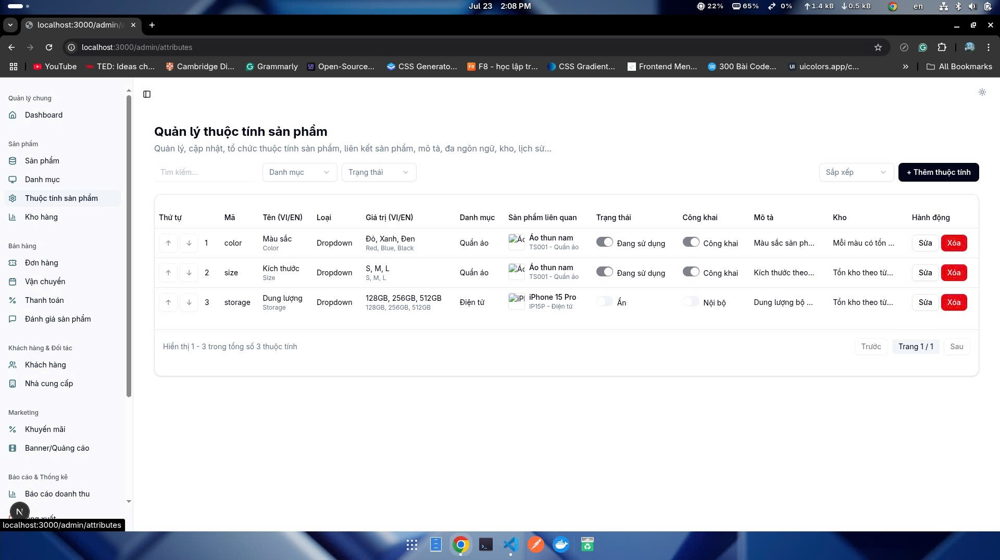 Jul 23 2:08 PM
22% 65% 0% 1.4 kB 0.5 kB en
localhost:3000/admin/a
localhost:3000/admin/attributes
YouTube TED: Ideas ch... Cambridge Di... Grammarly Open-Source... CSS Generato... F8 - học lập tr... CSS Gradient... Frontend Men... 300 Bài Code... uicolors.app/c... All Bookmarks
Quản lý chung
Dashboard
Sản phẩm
Sản phẩm
Danh mục
Thuộc tính sản phẩm
Kho hàng
Bán hàng
Đơn hàng
Vận chuyển
Thanh toán
Đánh giá sản phẩm
Khách hàng & Đối tác
Khách hàng
Nhà cung cấp
Marketing
Khuyến mãi
Banner/Quảng cáo
Báo cáo & Thống kê
Báo cáo doanh thu
N
localhost:3000/admin/attributes
Quản lý thuộc tính sản phẩm
Quản lý, cập nhật, tổ chức thuộc tính sản phẩm, liên kết sản phẩm, mô tả, đa ngôn ngữ, kho, lịch sử...
Tìm kiếm... Danh mục Trạng thái Sắp xếp + Thêm thuộc tính
Thứ tự Mã Tên (VI/EN) Loại Giá trị (VI/EN) Danh mục Sản phẩm liên quan Trạng thái Công khai Mô tả Kho Hành động
1 color Màu sắc Dropdown Đỏ, Xanh, Đen Quần áo Áo Áo thun nam Đang sử dụng Công khai Màu sắc sản ph... Mỗi màu có tồn ... Sửa Xóa
Color Red, Blue, Black TS001 - Quần áo
2 size Kích thước Dropdown S, M, L Quần áo Áo Áo thun nam Đang sử dụng Công khai Kích thước theo... Tồn kho theo từ... Sửa Xóa
Size S, M, L TS001 - Quần áo
3 storage Dung lượng Dropdown 128GB, 256GB, 512GB Điện tử iPh iPhone 15 Pro Ẩn Nội bộ Dung lượng bộ ... Tồn kho theo từ... Sửa Xóa
Storage 128GB, 256GB, 512GB IP15P - Điện tử
Hiển thị 1 - 3 trong tổng số 3 thuộc tính
Trước Trang 1 / 1 Sau